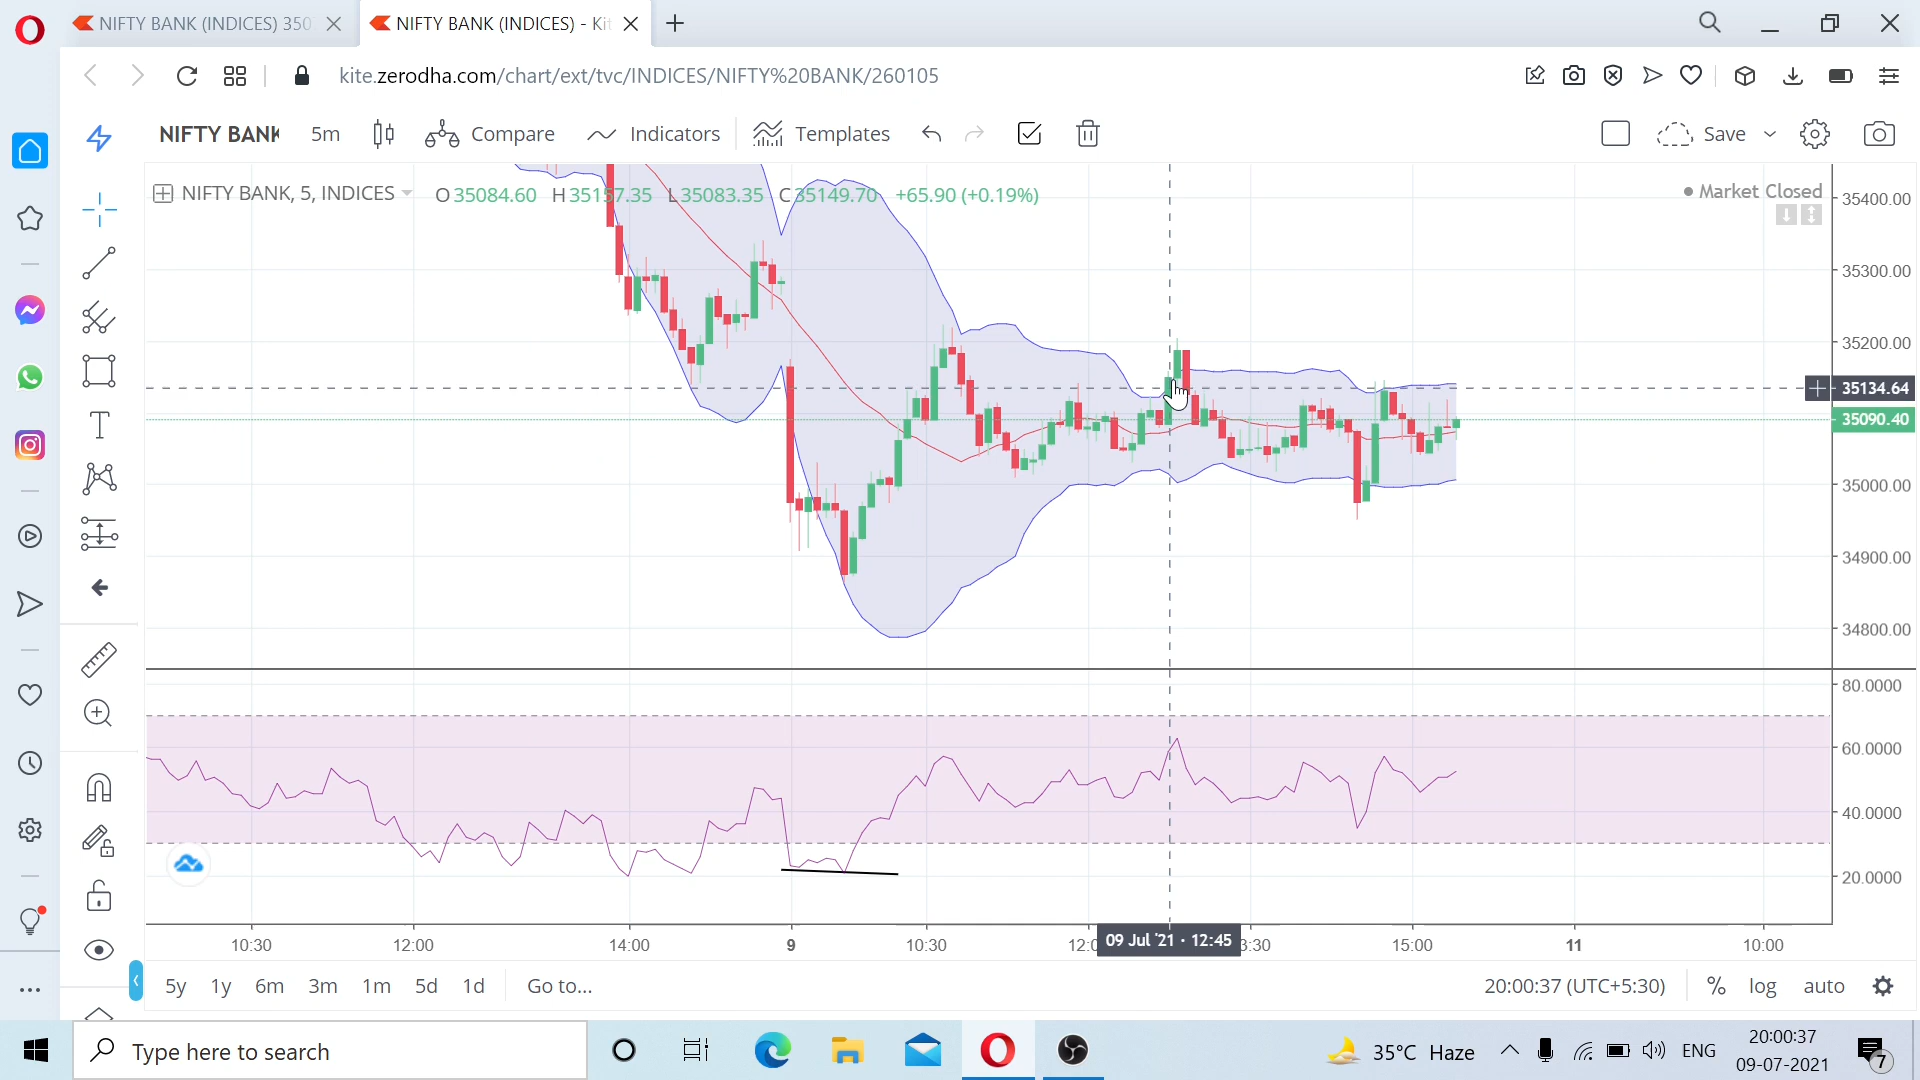 NIFTY BANK (INDICES) 350
NIFTY BANK (INDICES) - Kit
kite.zerodha.com/chart/ext/tvc/INDICES/NIFTY%20BANK/260105
NIFTY BANK 5m Compare Indicators Templates Save
NIFTY BANK, 5, INDICES O 35084.60 H 35157.35 L 35083.35 C 35149.70 +65.90 (+0.19%)
Market Closed
35400.00
35300.00
35200.00
35134.64
35090.40
35000.00
34900.00
34800.00
80.0000
60.0000
40.0000
20.0000
10:30 12:00 14:00 9 10:30 12:0 09 Jul '21 · 12:45 3:30 15:00 11 10:00
5y 1y 6m 3m 1m 5d 1d Go to... 20:00:37 (UTC+5:30) % log auto
Type here to search
35°C Haze
ENG
20:00:37
09-07-2021
7